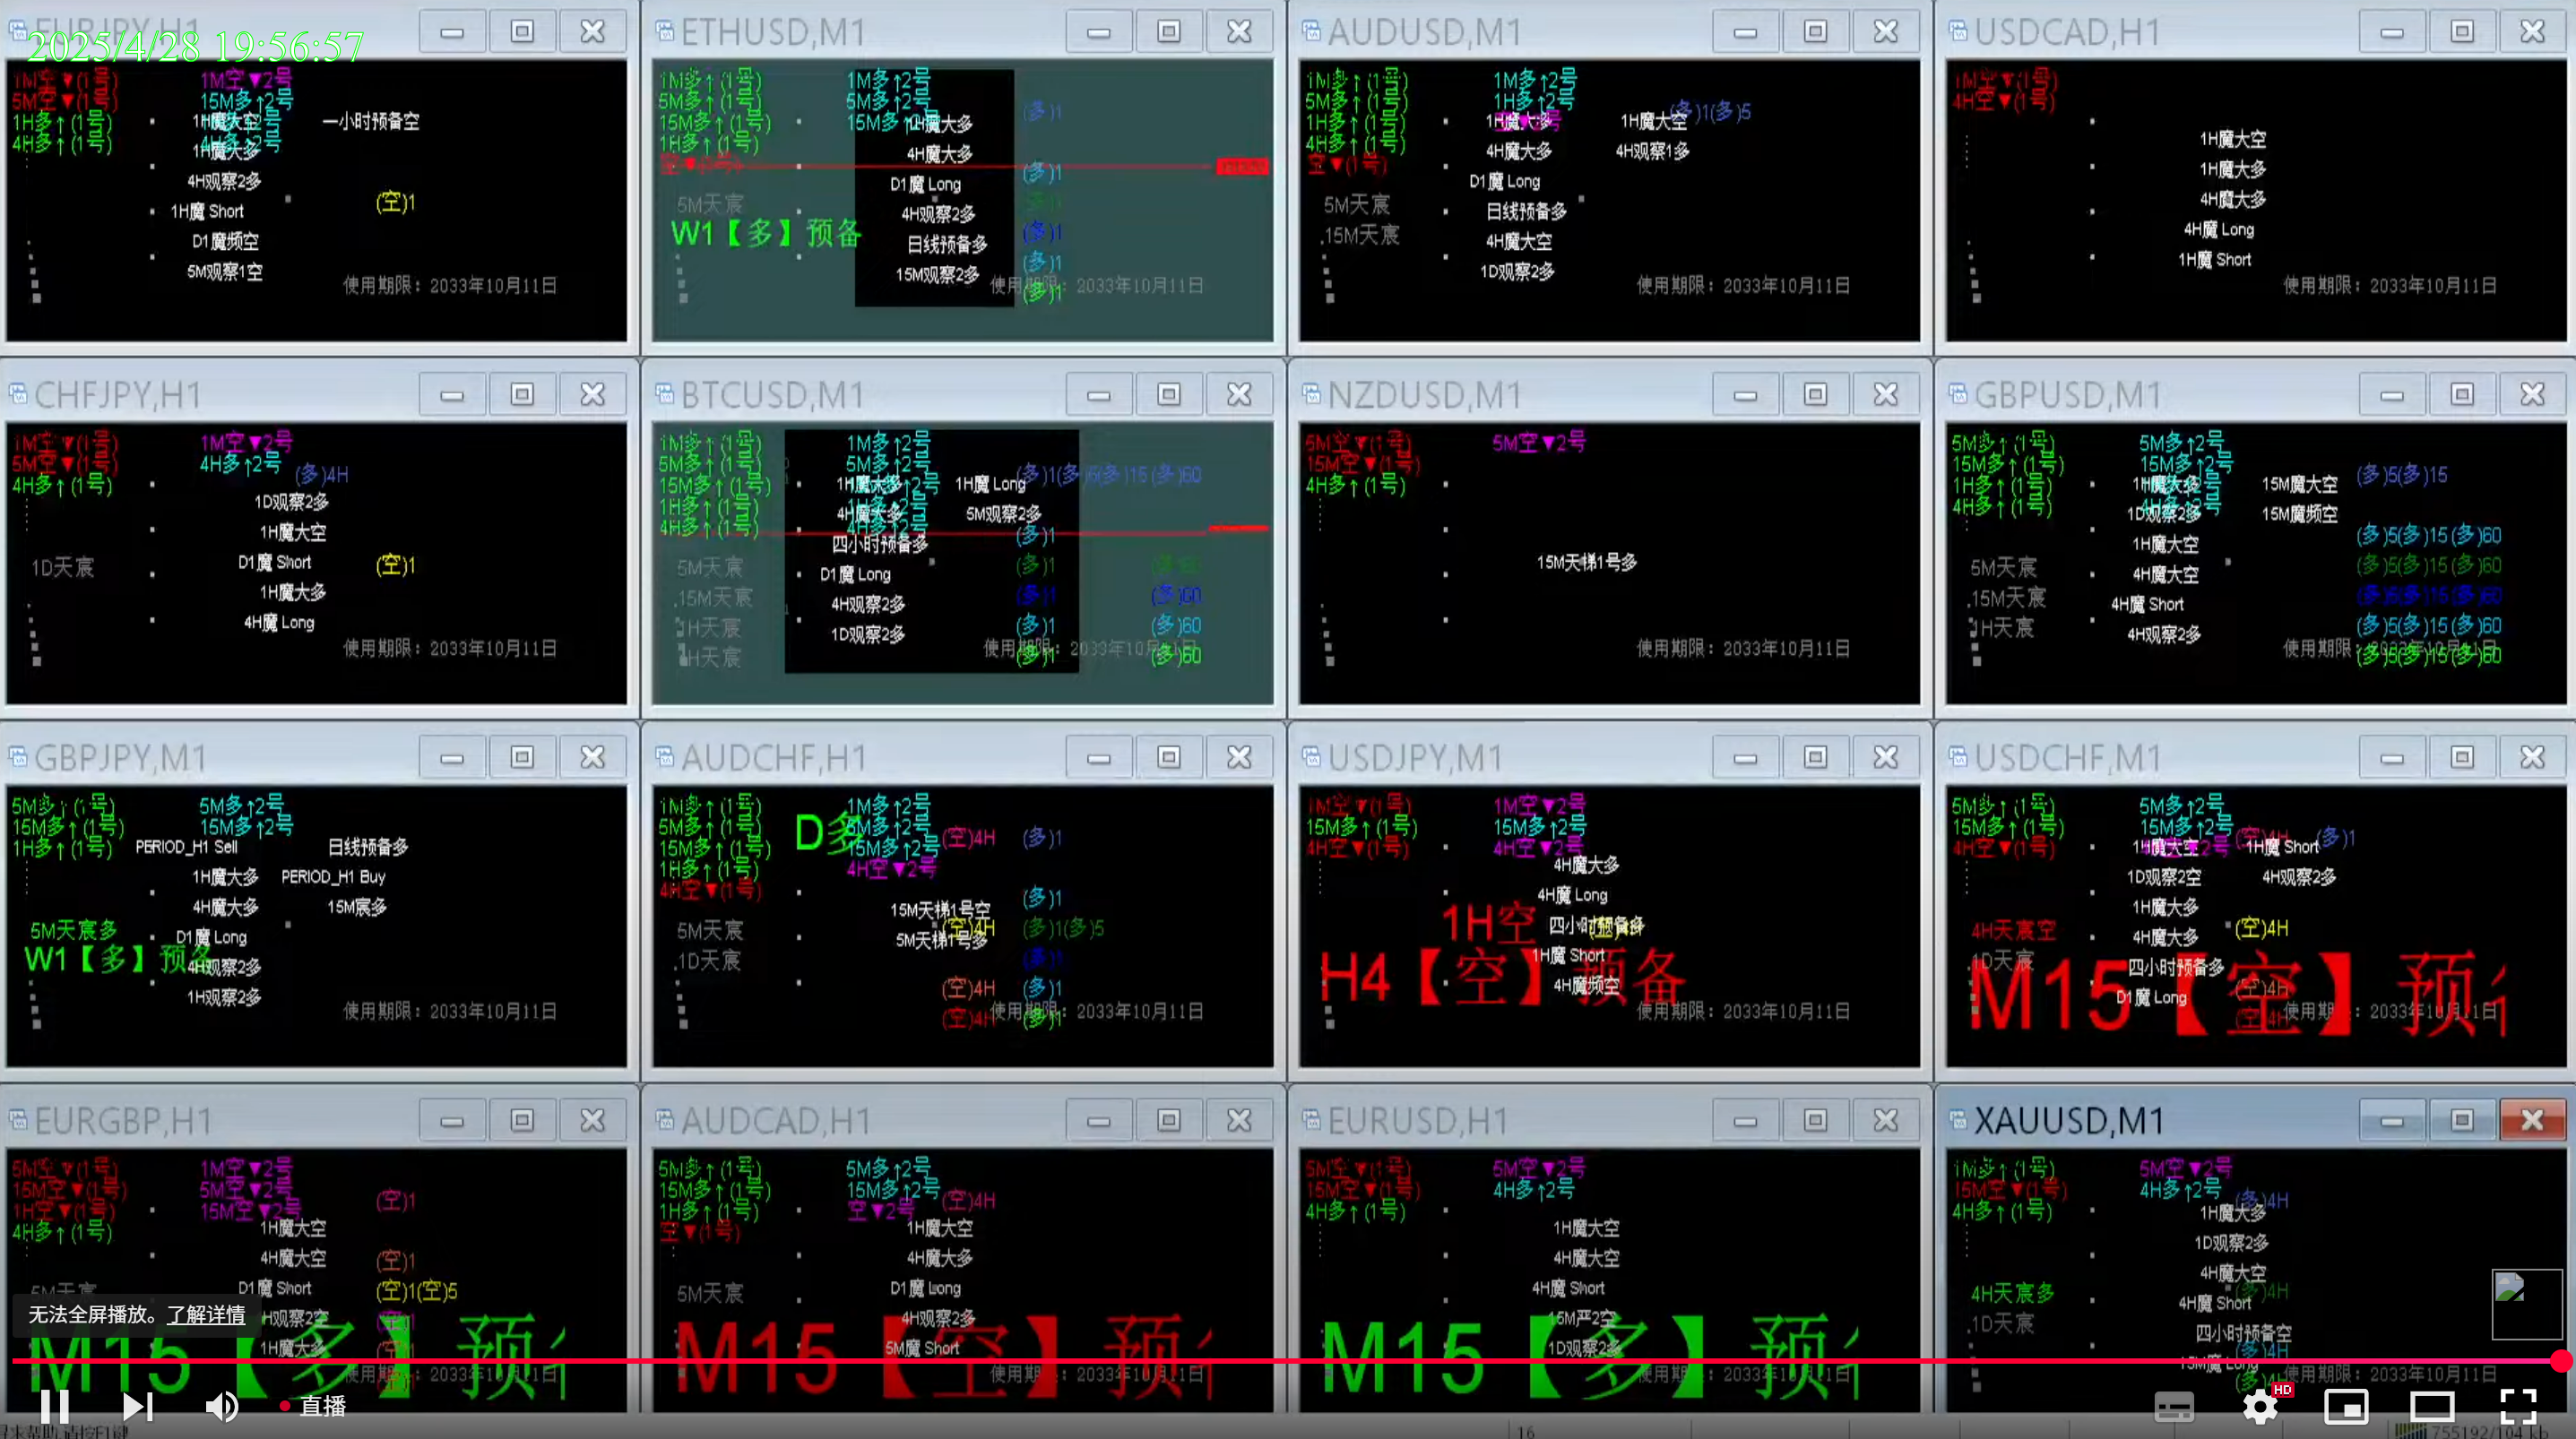 EURJPY,H1
2025/4/28 19:56:57
1M空▼(1号)
1M空▼2号
5M空▼(1号)
15M多↑2号
1H多↑(1号)
1H魔大空
一小时预备空
4H多↑(1号)
4H多↑2号
1H魔大多
4H观察2多
(空)1
1H魔 Short
D1魔频空
5M观察1空
使用期限：2033年10月11日
ETHUSD,M1
1M多↑(1号)
1M多↑2号
5M多↑(1号)
5M多↑2号
(多)1
15M多↑(1号)
15M多↑2号
1H魔大多
1H多↑(1号)
4H魔大多
空▼(1号)
(多)1
D1魔 Long
5M天宸
(多)1
4H观察2多
W1【多】预备
(多)1
日线预备多
(多)1
15M观察2多
使用期限：2033年10月11日
(多)1
AUDUSD,M1
1M多↑(1号)
1M多↑2号
5M多↑(1号)
1H多↑2号
(多)1(多)5
1H多↑(1号)
1H魔大多
1H魔大空
4H多↑(1号)
4H魔大多
4H观察1多
空▼(1号)
D1魔 Long
5M天宸
日线预备多
15M天宸
4H魔大空
1D观察2多
使用期限：2033年10月11日
USDCAD,H1
1M空▼(1号)
4H空▼(1号)
1H魔大空
1H魔大多
4H魔大多
4H魔 Long
1H魔 Short
使用期限：2033年10月11日
CHFJPY,H1
1M空▼(1号)
1M空▼2号
5M空▼(1号)
4H多↑2号
(多)4H
4H多↑(1号)
1D观察2多
1H魔大空
1D天宸
D1魔 Short
(空)1
1H魔大多
4H魔 Long
使用期限：2033年10月11日
BTCUSD,M1
1M多↑(1号)
1M多↑2号
5M多↑(1号)
5M多↑2号
(多)1(多)5(多)15(多)60
15M多↑(1号)
1H魔大多
1H魔 Long
1H多↑(1号)
4H魔大多
5M观察2多
4H多↑(1号)
4H多↑2号
(多)1
四小时预备多
5M天宸
(多)1
D1魔 Long
15M天宸
(多)1
(多)60
4H观察2多
1H天宸
(多)1
(多)60
1D观察2多
H天宸
使用期限：2033年10月11日
(多)1
(多)60
NZDUSD,M1
5M空▼(1号)
5M空▼2号
15M空▼(1号)
4H多↑(1号)
15M天梯1号多
使用期限：2033年10月11日
GBPUSD,M1
5M多↑(1号)
5M多↑2号
15M多↑(1号)
15M多↑2号
(多)5(多)15
1H多↑(1号)
1H魔大多
15M魔大空
4H多↑(1号)
4H多↑2号
1D观察2多
15M魔频空
(多)5(多)15(多)60
1H魔大空
5M天宸
(多)5(多)15(多)60
4H魔大空
15M天宸
(多)5(多)15(多)60
4H魔 Short
1H天宸
(多)5(多)15(多)60
4H观察2多
使用期限：2033年10月11日
(多)5(多)15(多)60
GBPJPY,M1
5M多↑(1号)
5M多↑2号
15M多↑(1号)
15M多↑2号
1H多↑(1号)
PERIOD_H1 Sell
日线预备多
1H魔大多
PERIOD_H1 Buy
4H魔大多
15M宸多
5M天宸多
D1魔 Long
W1【多】预备
4H观察2多
1H观察2多
使用期限：2033年10月11日
AUDCHF,H1
1M多↑(1号)
1M多↑2号
5M多↑(1号)
D多
5M多↑2号
(空)4H
(多)1
15M多↑(1号)
15M多↑2号
1H多↑(1号)
4H空▼2号
4H空▼(1号)
(多)1
15M天梯1号空
5M天宸
(空)4H
(多)1(多)5
5M天梯1号多
1D天宸
(多)1
(空)4H
(多)1
(空)4H
使用期限：2033年10月11日
(多)1
USDJPY,M1
1M空▼(1号)
1M空▼2号
15M多↑(1号)
15M多↑2号
4H空▼(1号)
4H空▼2号
4H魔大多
4H魔 Long
1H空
四小时预备多
1H魔 Short
H4【空】预备
4H魔频空
使用期限：2033年10月11日
USDCHF,M1
5M多↑(1号)
5M多↑2号
15M多↑(1号)
15M多↑2号
(空)4H
(多)1
4H空▼(1号)
1H魔大空
1H魔 Short
1D观察2空
4H观察2多
1H魔大多
4H天宸空
(空)4H
4H魔大多
1D天宸
四小时预备多
(空)4H
D1魔 Long
M15【空】预
(空)4H
使用期限：2033年10月11日
EURGBP,H1
5M空▼(1号)
1M空▼2号
15M空▼(1号)
5M空▼2号
(空)1
1H空▼(1号)
15M空▼2号
4H多↑(1号)
1H魔大空
4H魔大空
(空)1
5M天宸
D1魔 Short
(空)1(空)5
无法全屏播放。了解详情
H观察2空
(空)1
1H魔大多
M15【多】预
使用期限：2033年10月11日
AUDCAD,H1
5M多↑(1号)
5M多↑2号
15M多↑(1号)
15M多↑2号
(空)4H
1H多↑(1号)
空▼2号
空▼(1号)
1H魔大空
4H魔大多
5M天宸
D1魔 Long
4H观察2多
5M魔 Short
M15【空】预
使用期限：2033年10月11日
EURUSD,H1
5M空▼(1号)
5M空▼2号
15M空▼(1号)
4H多↑2号
4H多↑(1号)
1H魔大空
4H魔大空
4H魔 Short
15M严2空
1D观察2多
M15【多】预
使用期限：2033年10月11日
XAUUSD,M1
1M多↑(1号)
5M空▼2号
15M空▼(1号)
4H多↑2号
(多)4H
4H多↑(1号)
1H魔大多
1D观察2多
4H魔大空
4H天宸多
(多)4H
4H魔 Short
1D天宸
四小时预备空
(多)4H
15M魔 Long
使用期限：2033年10月11日
直播
HD
16
755192/104 kb